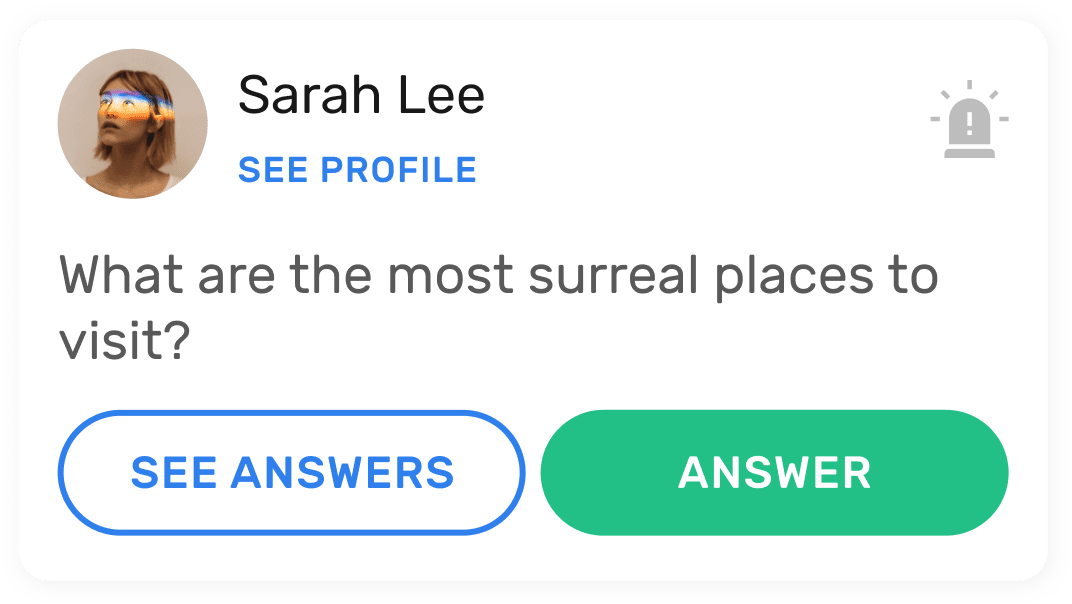 Sarah Lee
SEE PROFILE
What are the most surreal places to
visit?
SEE ANSWERS
ANSWER